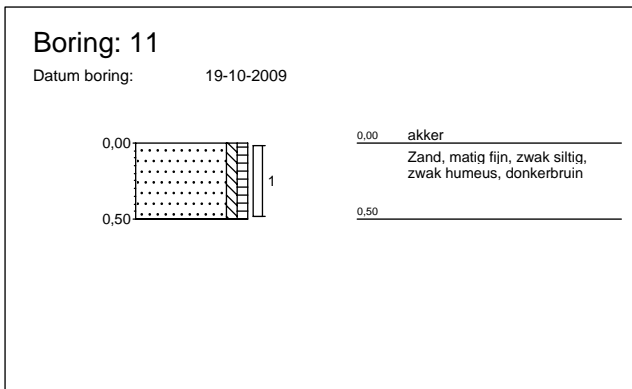 Boring: 11
Datum boring: 19-10-2009
0,00
1
0,50
0,00 akker
Zand, matig fijn, zwak siltig,
zwak humeus, donkerbruin
0,50